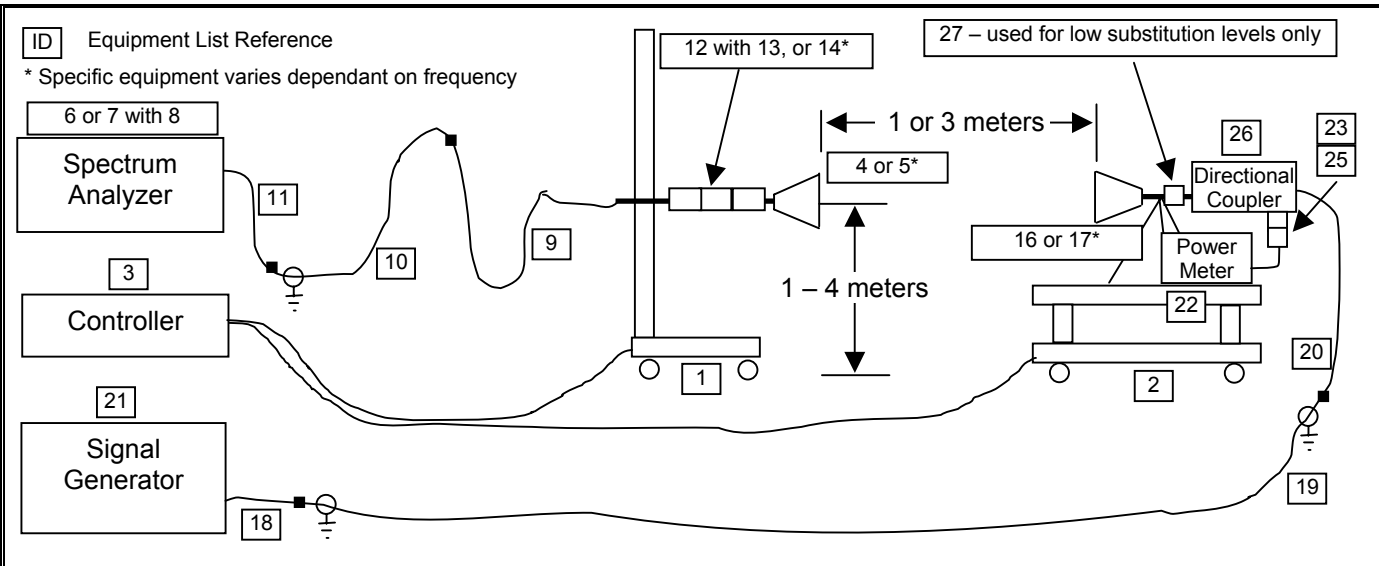 ID Equipment List Reference
* Specific equipment varies dependant on frequency
12 with 13, or 14*
27 – used for low substitution levels only
6 or 7 with 8
Spectrum
Analyzer
11
10
9
4 or 5*
1 or 3 meters
26
23
25
Directional
Coupler
16 or 17*
Power
Meter
22
3
Controller
1 – 4 meters
1
2
20
21
Signal
Generator
18
19